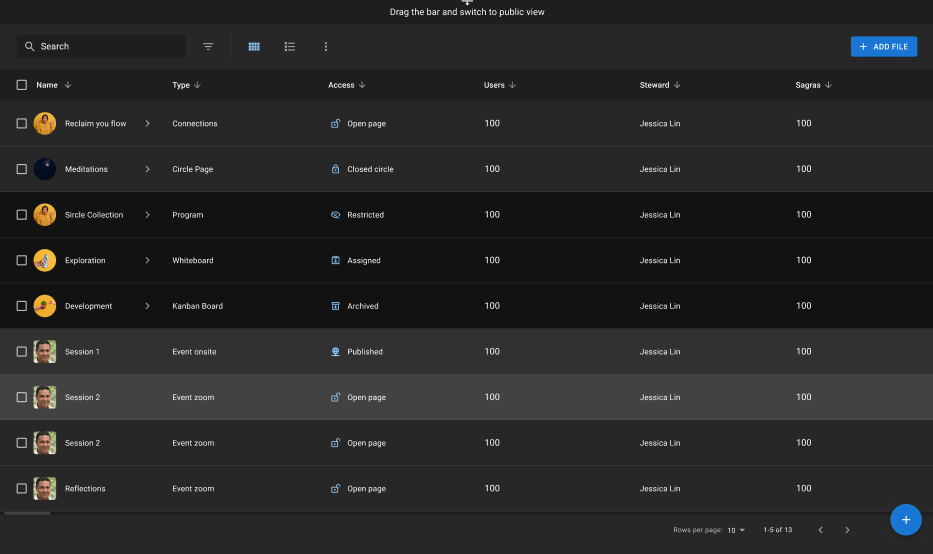 Drag the bar and switch to public view
Search
ADD FILE
Name Type Access Users Steward Sagras
Reclaim you flow Connections Open page 100 Jessica Lin 100
Meditations Circle Page Closed circle 100 Jessica Lin 100
Sircle Collection Program Restricted 100 Jessica Lin 100
Exploration Whiteboard Assigned 100 Jessica Lin 100
Development Kanban Board Archived 100 Jessica Lin 100
Session 1 Event onsite Published 100 Jessica Lin 100
Session 2 Event zoom Open page 100 Jessica Lin 100
Session 2 Event zoom Open page 100 Jessica Lin 100
Reflections Event zoom Open page 100 Jessica Lin 100
Rows per page: 10 1-5 of 13